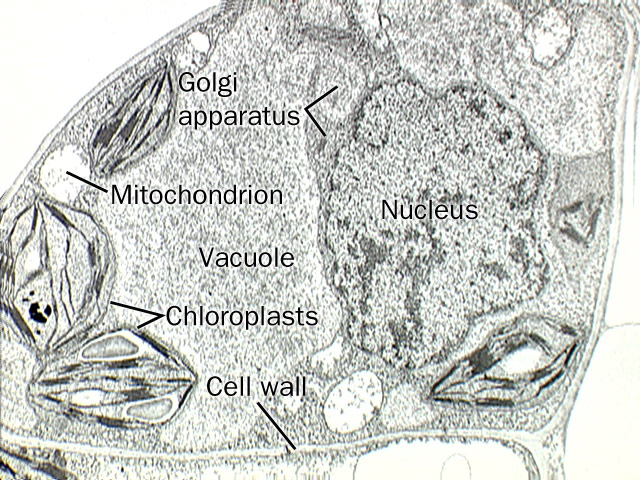 Golgi
apparatus
Mitochondrion
Nucleus
Vacuole
Chloroplasts
Cell wall